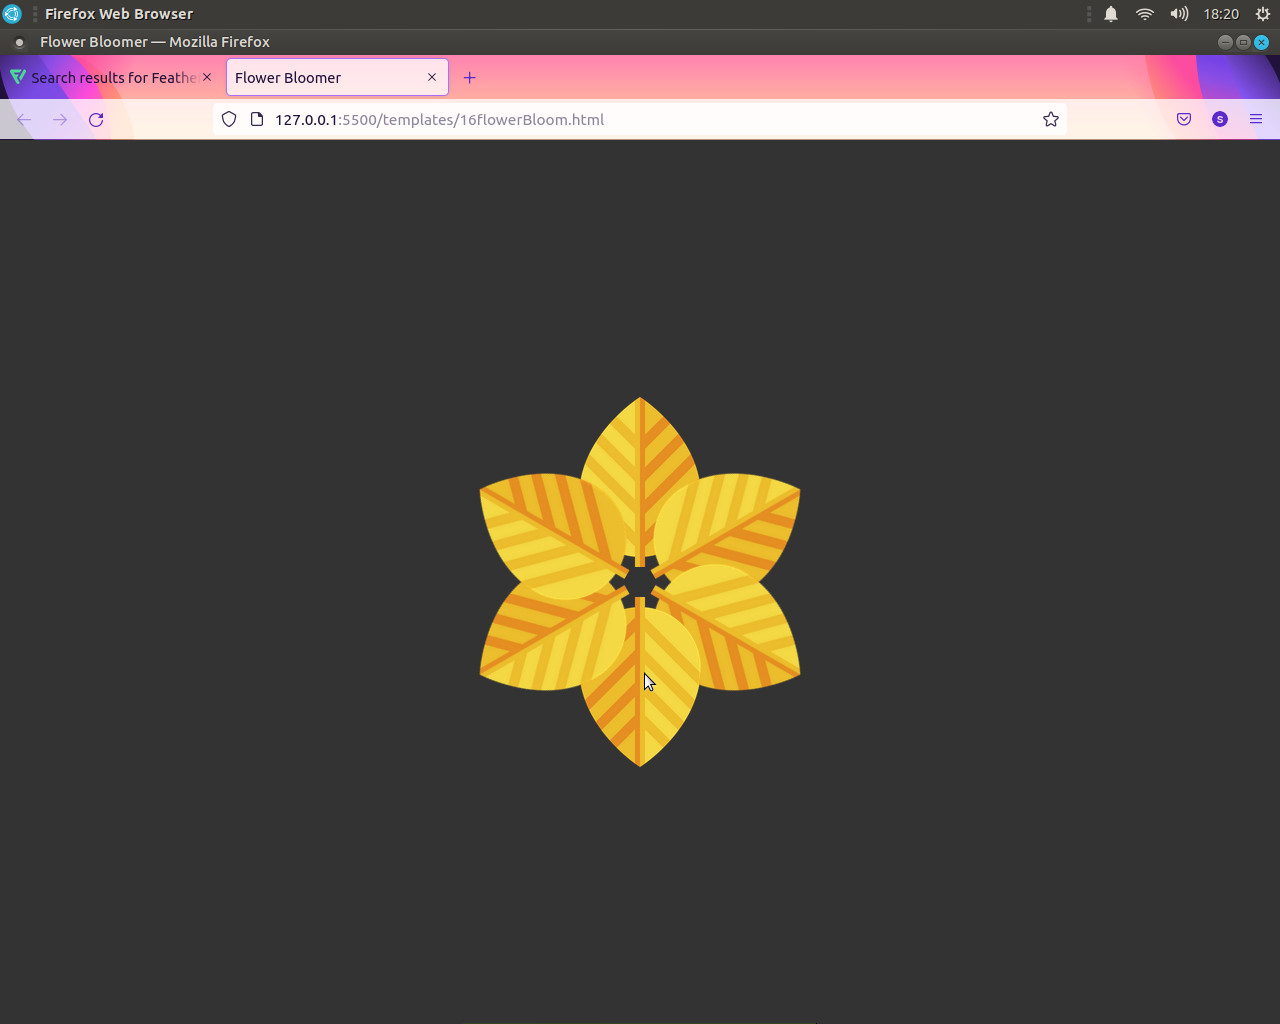 Firefox Web Browser
18:20
Flower Bloomer — Mozilla Firefox
Search results for Feathe
Flower Bloomer
127.0.0.1:5500/templates/16flowerBloom.html
S